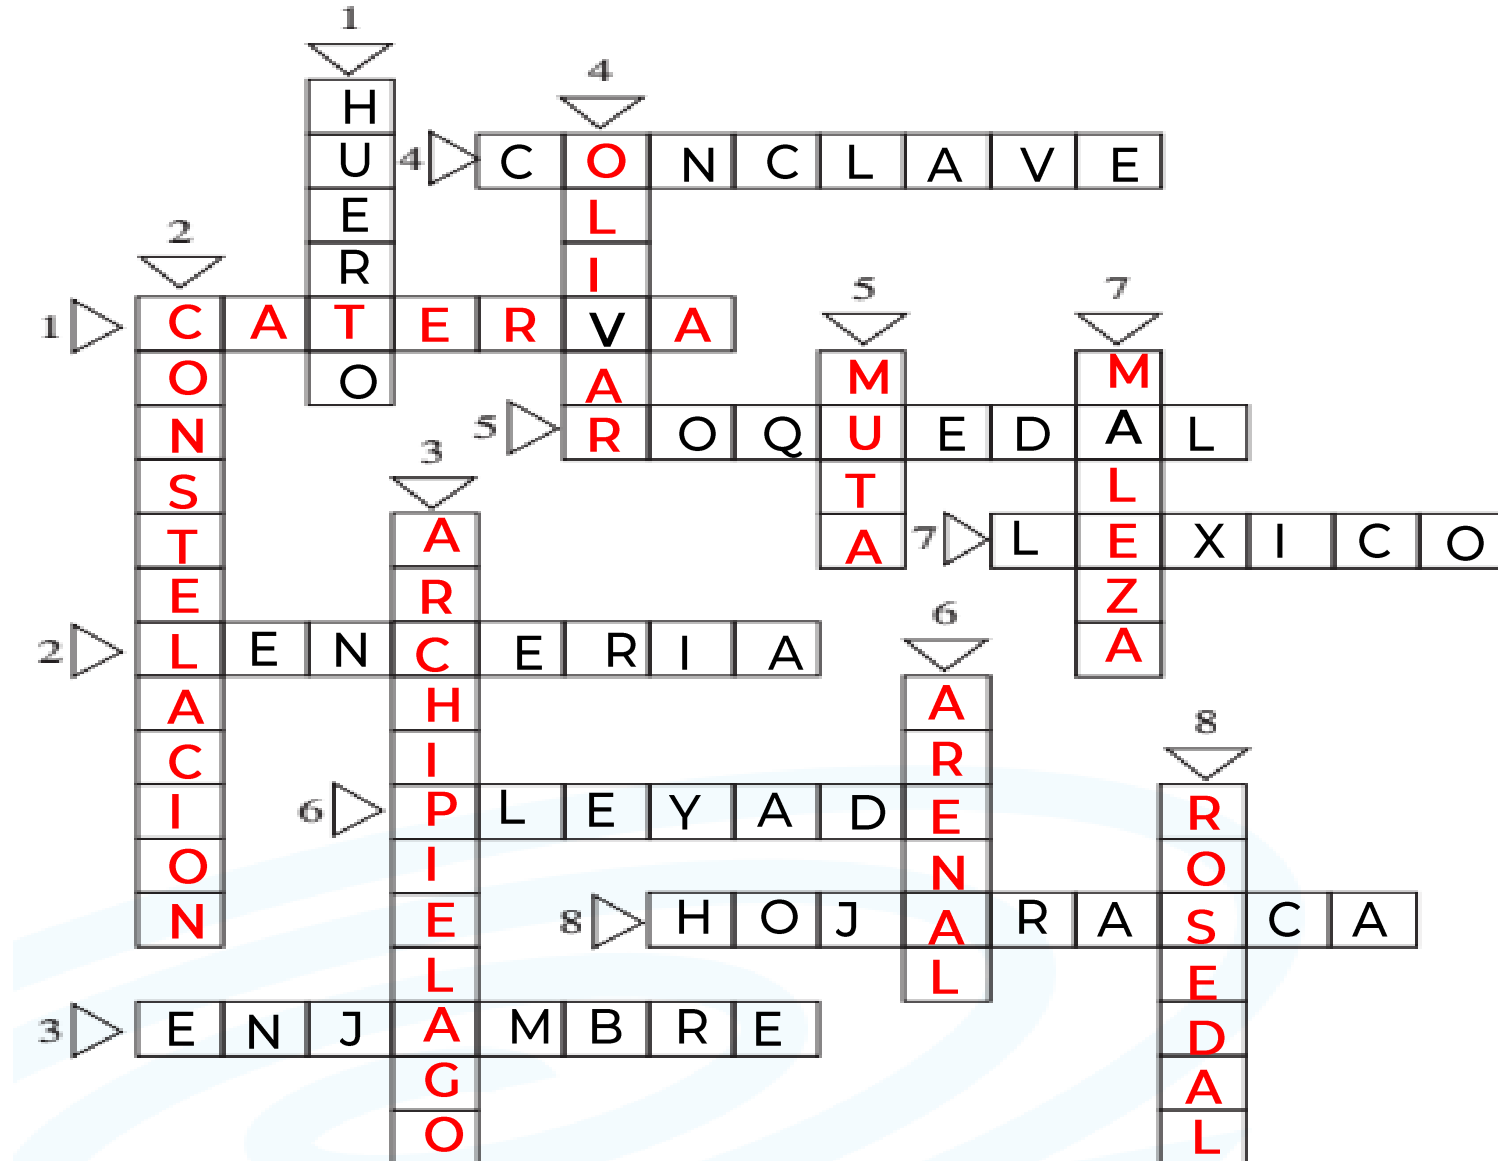 1
H
4
4 C O N C L A V E
U
E L
2
R I 5 7
1 C A T E R V A
O O A M M
5 R O Q U E D A L
N
3
S T L
A
7 L E X I C O
T A
E R Z
6
2 L E N C E R I A
A
A H A
8
C I R
6 P L E Y A D E
I R
O I N O
8 H O J A R A S C A
N E
L L E
3 E N J A M B R E
D
G A
O L